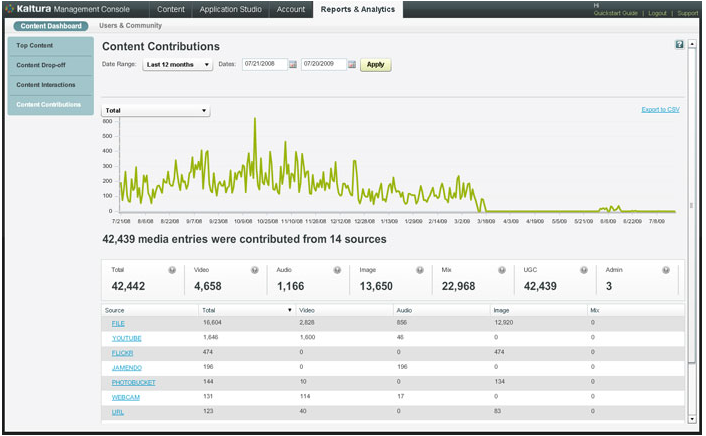 Kaltura Management Console
Content
Application Studio
Account
Reports & Analytics
Hi
Quickstart Guide | Logout | Support
Content Dashboard
Users & Community
Top Content
Content Drop-off
Content Interactions
Content Contributions
Content Contributions
?
Date Range: Last 12 months Dates: 07/21/2008 07/20/2009 Apply
Total
Export to CSV
600
500
400
300
200
100
0
7/21/08 8/6/08 8/22/08 9/7/08 9/23/08 10/9/08 10/25/08 11/10/08 11/26/08 12/12/08 12/28/08 1/13/09 1/29/09 2/14/09 3/2/09 3/18/09 4/3/09 4/19/09 5/5/09 5/21/09 6/6/09 6/22/09 7/8/09
42,439 media entries were contributed from 14 sources
Total ? Video ? Audio ? Image ? Mix ? UGC ? Admin ?
42,442 4,658 1,166 13,650 22,968 42,439 3
Source Total Video Audio Image Mix
FILE 16,604 2,828 856 12,920 0
YOUTUBE 1,646 1,600 46 0 0
FLICKR 474 0 0 474 0
JAMENDO 196 0 196 0 0
PHOTOBUCKET 144 10 0 134 0
WEBCAM 131 114 17 0 0
URL 123 40 0 83 0